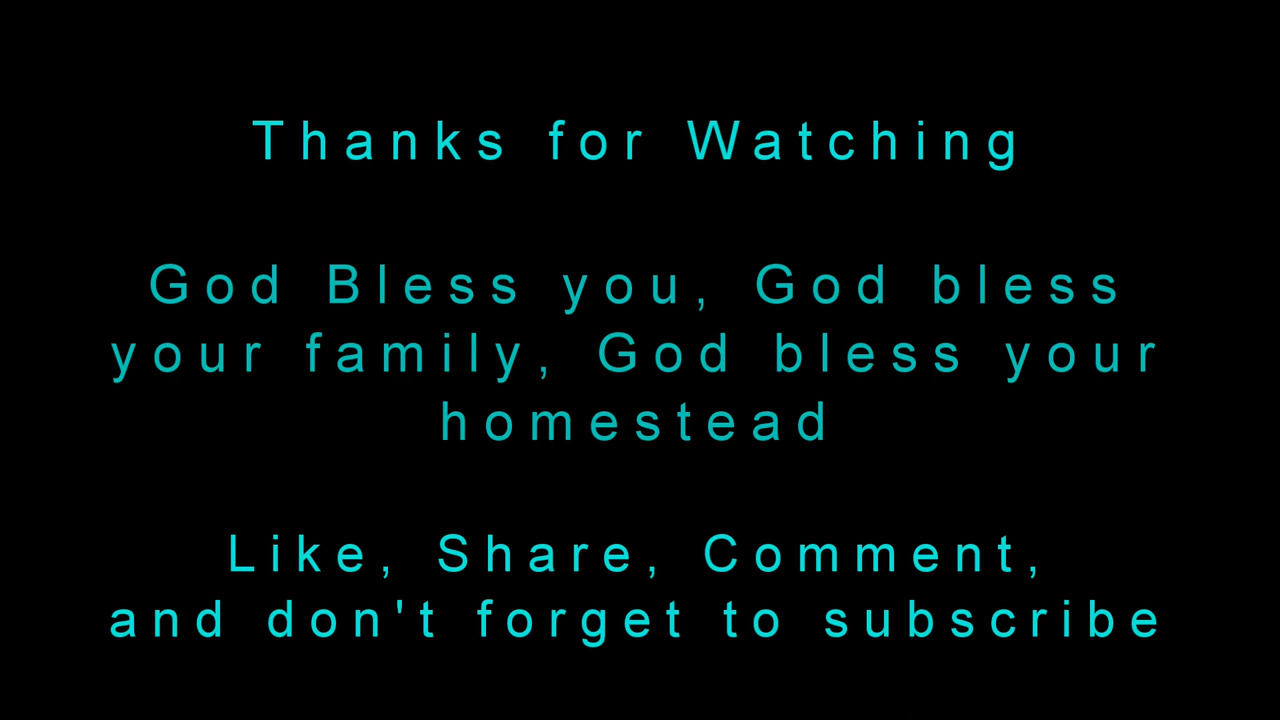 Thanks for Watching
God Bless you, God bless
your family, God bless your
homestead
Like, Share, Comment,
and don't forget to subscribe